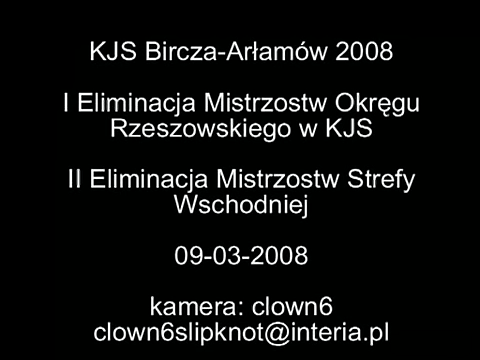 KJS Bircza-Arłamów 2008
I Eliminacja Mistrzostw Okręgu
Rzeszowskiego w KJS
II Eliminacja Mistrzostw Strefy
Wschodniej
09-03-2008
kamera: clown6
clown6slipknot@interia.pl